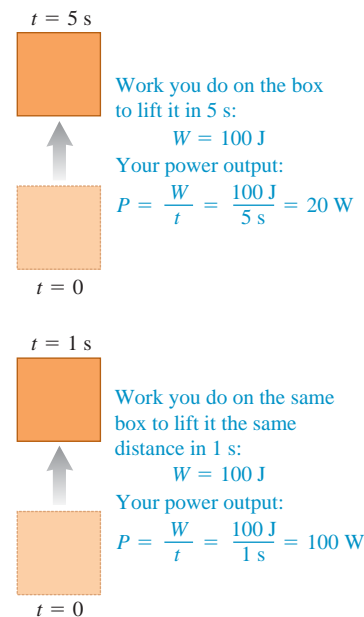 t = 5 s
Work you do on the box
to lift it in 5 s:
W = 100 J
Your power output:
P = W/t = 100 J/5 s = 20 W
t = 0
t = 1 s
Work you do on the same
box to lift it the same
distance in 1 s:
W = 100 J
Your power output:
P = W/t = 100 J/1 s = 100 W
t = 0